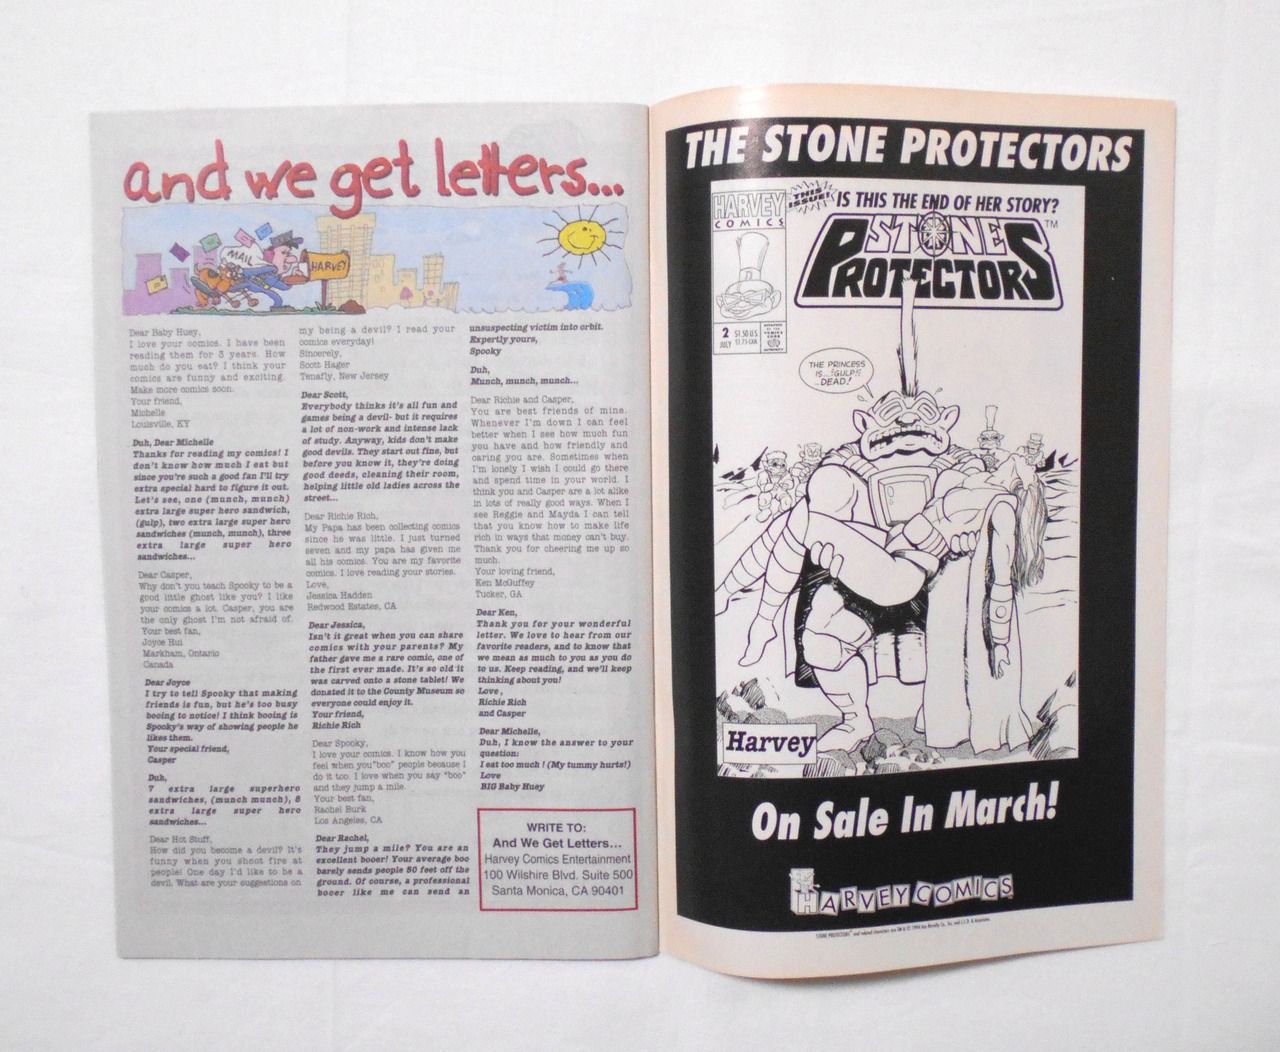 and we get letters...
MAIL
HARVEY
Dear Baby Huey,
I love your comics. I have been
reading them for 3 years. How
much do you eat? I think your
comics are funny and exciting.
Make more comics soon.
Your friend,
Michelle
Louisville, KY
Duh, Dear Michelle
Thanks for reading my comics! I
don't know how much I eat but
since you're such a good fan I'll try
extra special hard to figure it out.
Let's see, one (munch, munch)
extra large super hero sandwich,
(gulp), two extra large super hero
sandwiches (munch, munch), three
extra large super hero
sandwiches...
Dear Casper,
Why don't you teach Spooky to be a
good little ghost like you? I like
your comics a lot. Casper, you are
the only ghost I'm not afraid of.
Your best fan,
Joyce Rui
Markham, Ontario
Canada
Dear Joyce
I try to tell Spooky that making
friends is fun, but he's too busy
booing to notice! I think booing is
Spooky's way of showing people he
likes them.
Your special friend,
Casper
Duh,
7 extra large superhero
sandwiches, (munch munch), 8
extra large super hero
sandwiches...
Dear Hot Stuff,
How did you become a devil? It's
funny when you shoot fire at
people! One day I'd like to be a
devil. What are your suggestions on
my being a devil? I read your
comics everyday!
Sincerely,
Scott Hager
Tenafly, New Jersey
Dear Scott,
Everybody thinks it's all fun and
games being a devil- but it requires
a lot of non-work and intense lack
of study. Anyway, kids don't make
good devils. They start out fine, but
before you know it, they're doing
good deeds, cleaning their room,
helping little old ladies across the
street...
Dear Richie Rich,
My Papa has been collecting comics
since he was little. I just turned
seven and my papa has given me
all his comics. You are my favorite
comics. I love reading your stories.
Love,
Jessica Hadden
Redwood Estates, CA
Dear Jessica,
Isn't it great when you can share
comics with your parents? My
father gave me a rare comic, one of
the first ever made. It's so old it
was carved onto a stone tablet! We
donated it to the County Museum so
everyone could enjoy it.
Your friend,
Richie Rich
Dear Spooky,
I love your comics. I know how you
feel when you"boo" people because I
do it too. I love when you say "boo"
and they jump a mile.
Your best fan,
Rachel Burk
Los Angeles, CA
Dear Rachel,
They jump a mile? You are an
excellent booer! Your average boo
barely sends people 50 feet off the
ground. Of course, a professional
booer like me can send an
unsuspecting victim into orbit.
Expertly yours,
Spooky
Duh,
Munch, munch, munch...
Dear Richie and Casper,
You are best friends of mine.
Whenever I'm down I can feel
better when I see how much fun
you have and how friendly and
caring you are. Sometimes when
I'm lonely I wish I could go there
and spend time in your world. I
think you and Casper are a lot alike
in lots of really good ways. When I
see Reggie and Mayda I can tell
that you know how to make life
rich in ways that money can't buy.
Thank you for cheering me up so
much.
Your loving friend,
Ken McGuffey
Tucker, GA
Dear Ken,
Thank you for your wonderful
letter. We love to hear from our
favorite readers, and to know that
we mean as much to you as you do
to us. Keep reading, and we'll keep
thinking about you!
Love,
Richie Rich
and Casper
Dear Michelle,
Duh, I know the answer to your
question:
I eat too much! (My tummy hurts!)
Love
BIG Baby Huey
WRITE TO:
And We Get Letters...
Harvey Comics Entertainment
100 Wilshire Blvd. Suite 500
Santa Monica, CA 90401
THE STONE PROTECTORS
HARVEY
COMICS
THIS
ISSUE!
IS THIS THE END OF HER STORY?
STONE
PROTECTORS™
2 $1.50 U.S.
JULY $1.75 CAN.
APPROVED
BY THE
COMICS
CODE
AUTHORITY
THE PRINCESS
IS...!GULP!!
...DEAD!
Harvey
On Sale In March!
HARVEY COMICS
STONE PROTECTORS™ and related characters are